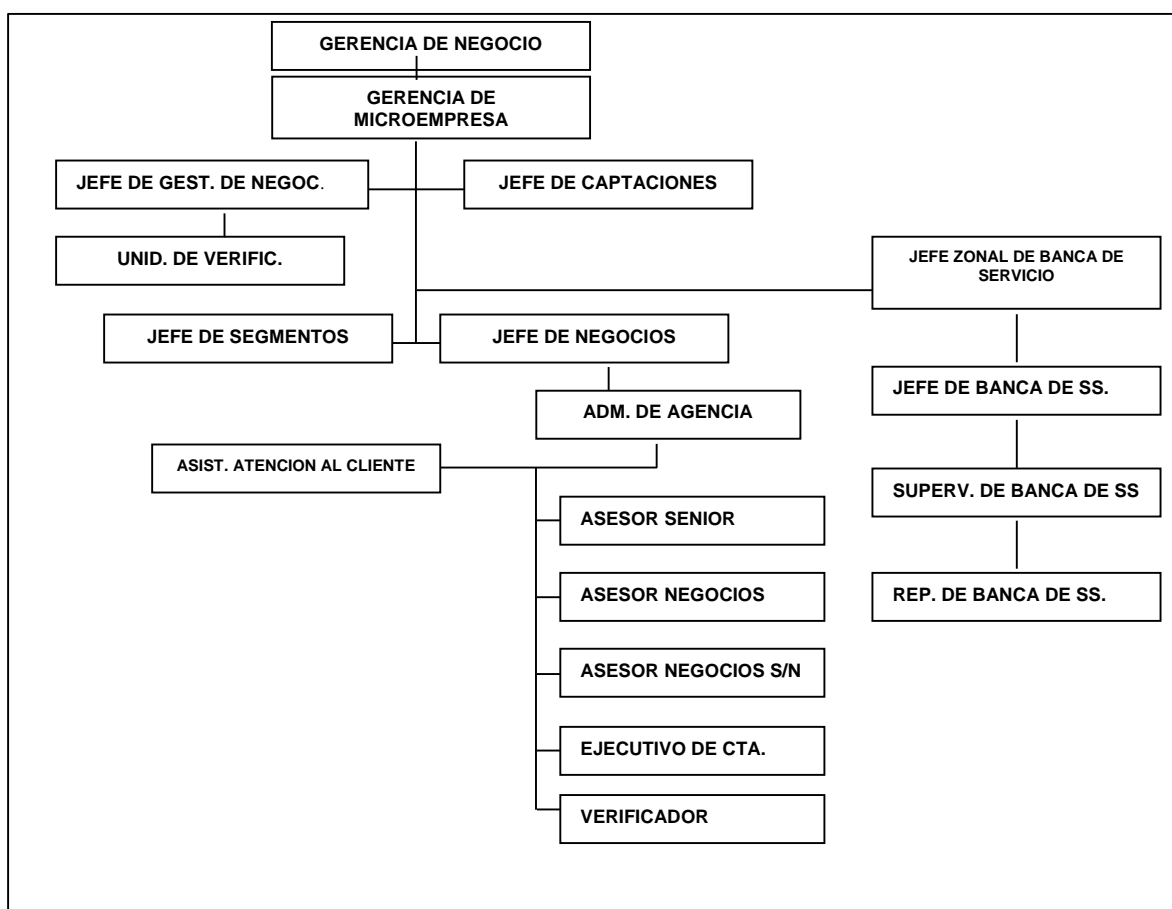 GERENCIA DE NEGOCIO
GERENCIA DE
MICROEMPRESA
JEFE DE GEST. DE NEGOC.
JEFE DE CAPTACIONES
UNID. DE VERIFIC.
JEFE ZONAL DE BANCA DE
SERVICIO
JEFE DE SEGMENTOS
JEFE DE NEGOCIOS
JEFE DE BANCA DE SS.
ADM. DE AGENCIA
ASIST. ATENCION AL CLIENTE
SUPERV. DE BANCA DE SS
ASESOR SENIOR
ASESOR NEGOCIOS
REP. DE BANCA DE SS.
ASESOR NEGOCIOS S/N
EJECUTIVO DE CTA.
VERIFICADOR